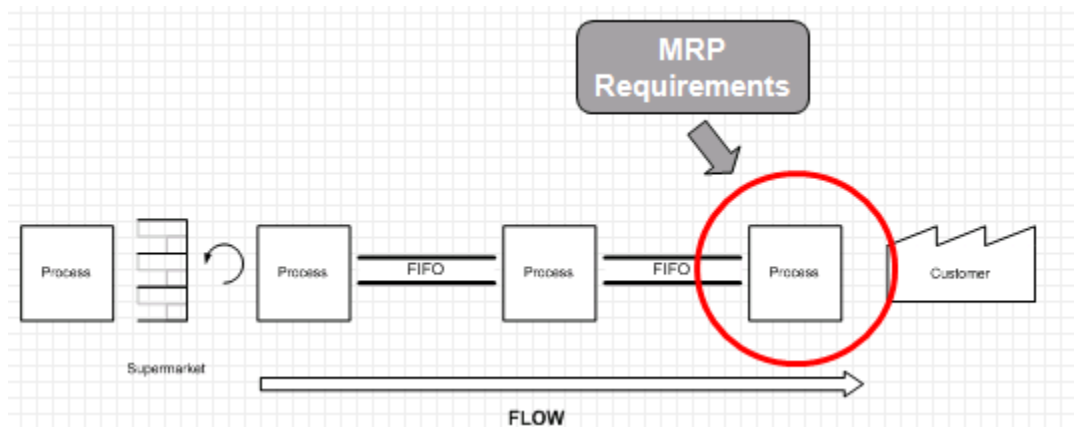 MRP
Requirements
Process
Process
FIFO
Process
FIFO
Process
Customer
Supermarket
FLOW